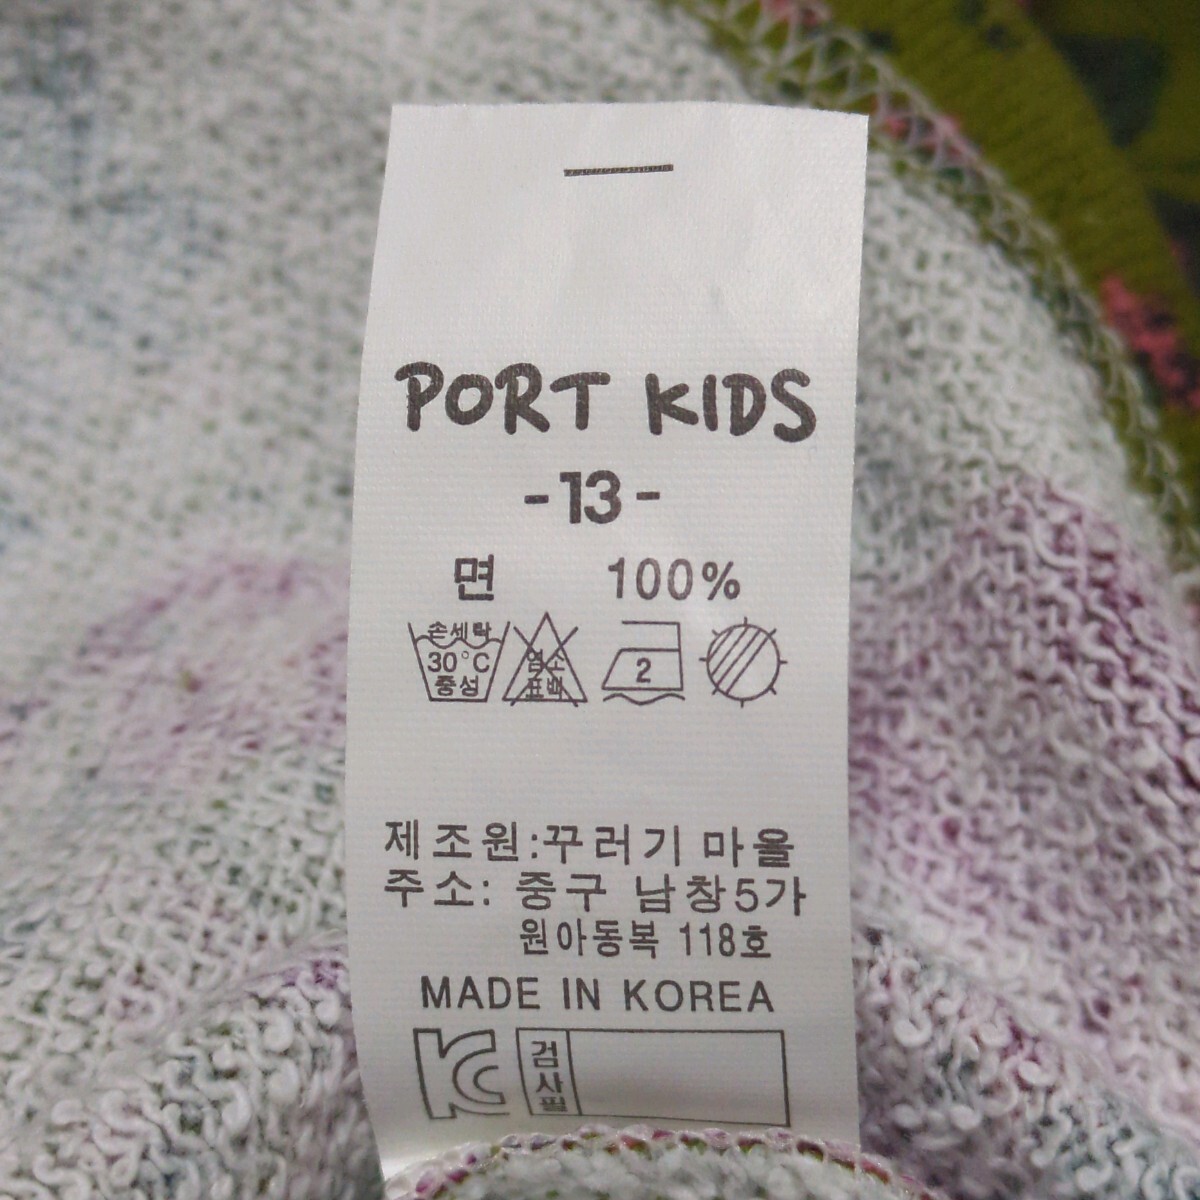 PORT KIDS
-13-
면 100%
손세탁
30°C
중성
염소
표백
2
제조원:꾸러기 마을
주소: 중구 남창5가
원아동복 118호
MADE IN KOREA
KC
검사필